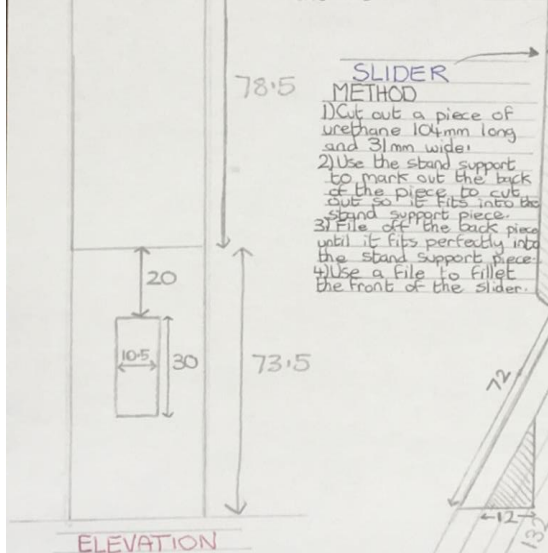 78.5
20
10.5
30
73.5
ELEVATION
SLIDER
METHOD
1) Cut out a piece of
urethane 104mm long
and 31mm wide.
2) Use the stand support
to mark out the back
of the piece to cut
out so it fits into the
stand support piece.
3) File off the back piece
until it fits perfectly into
the stand support piece.
4) Use a file to fillet
the front of the slider.
72
12